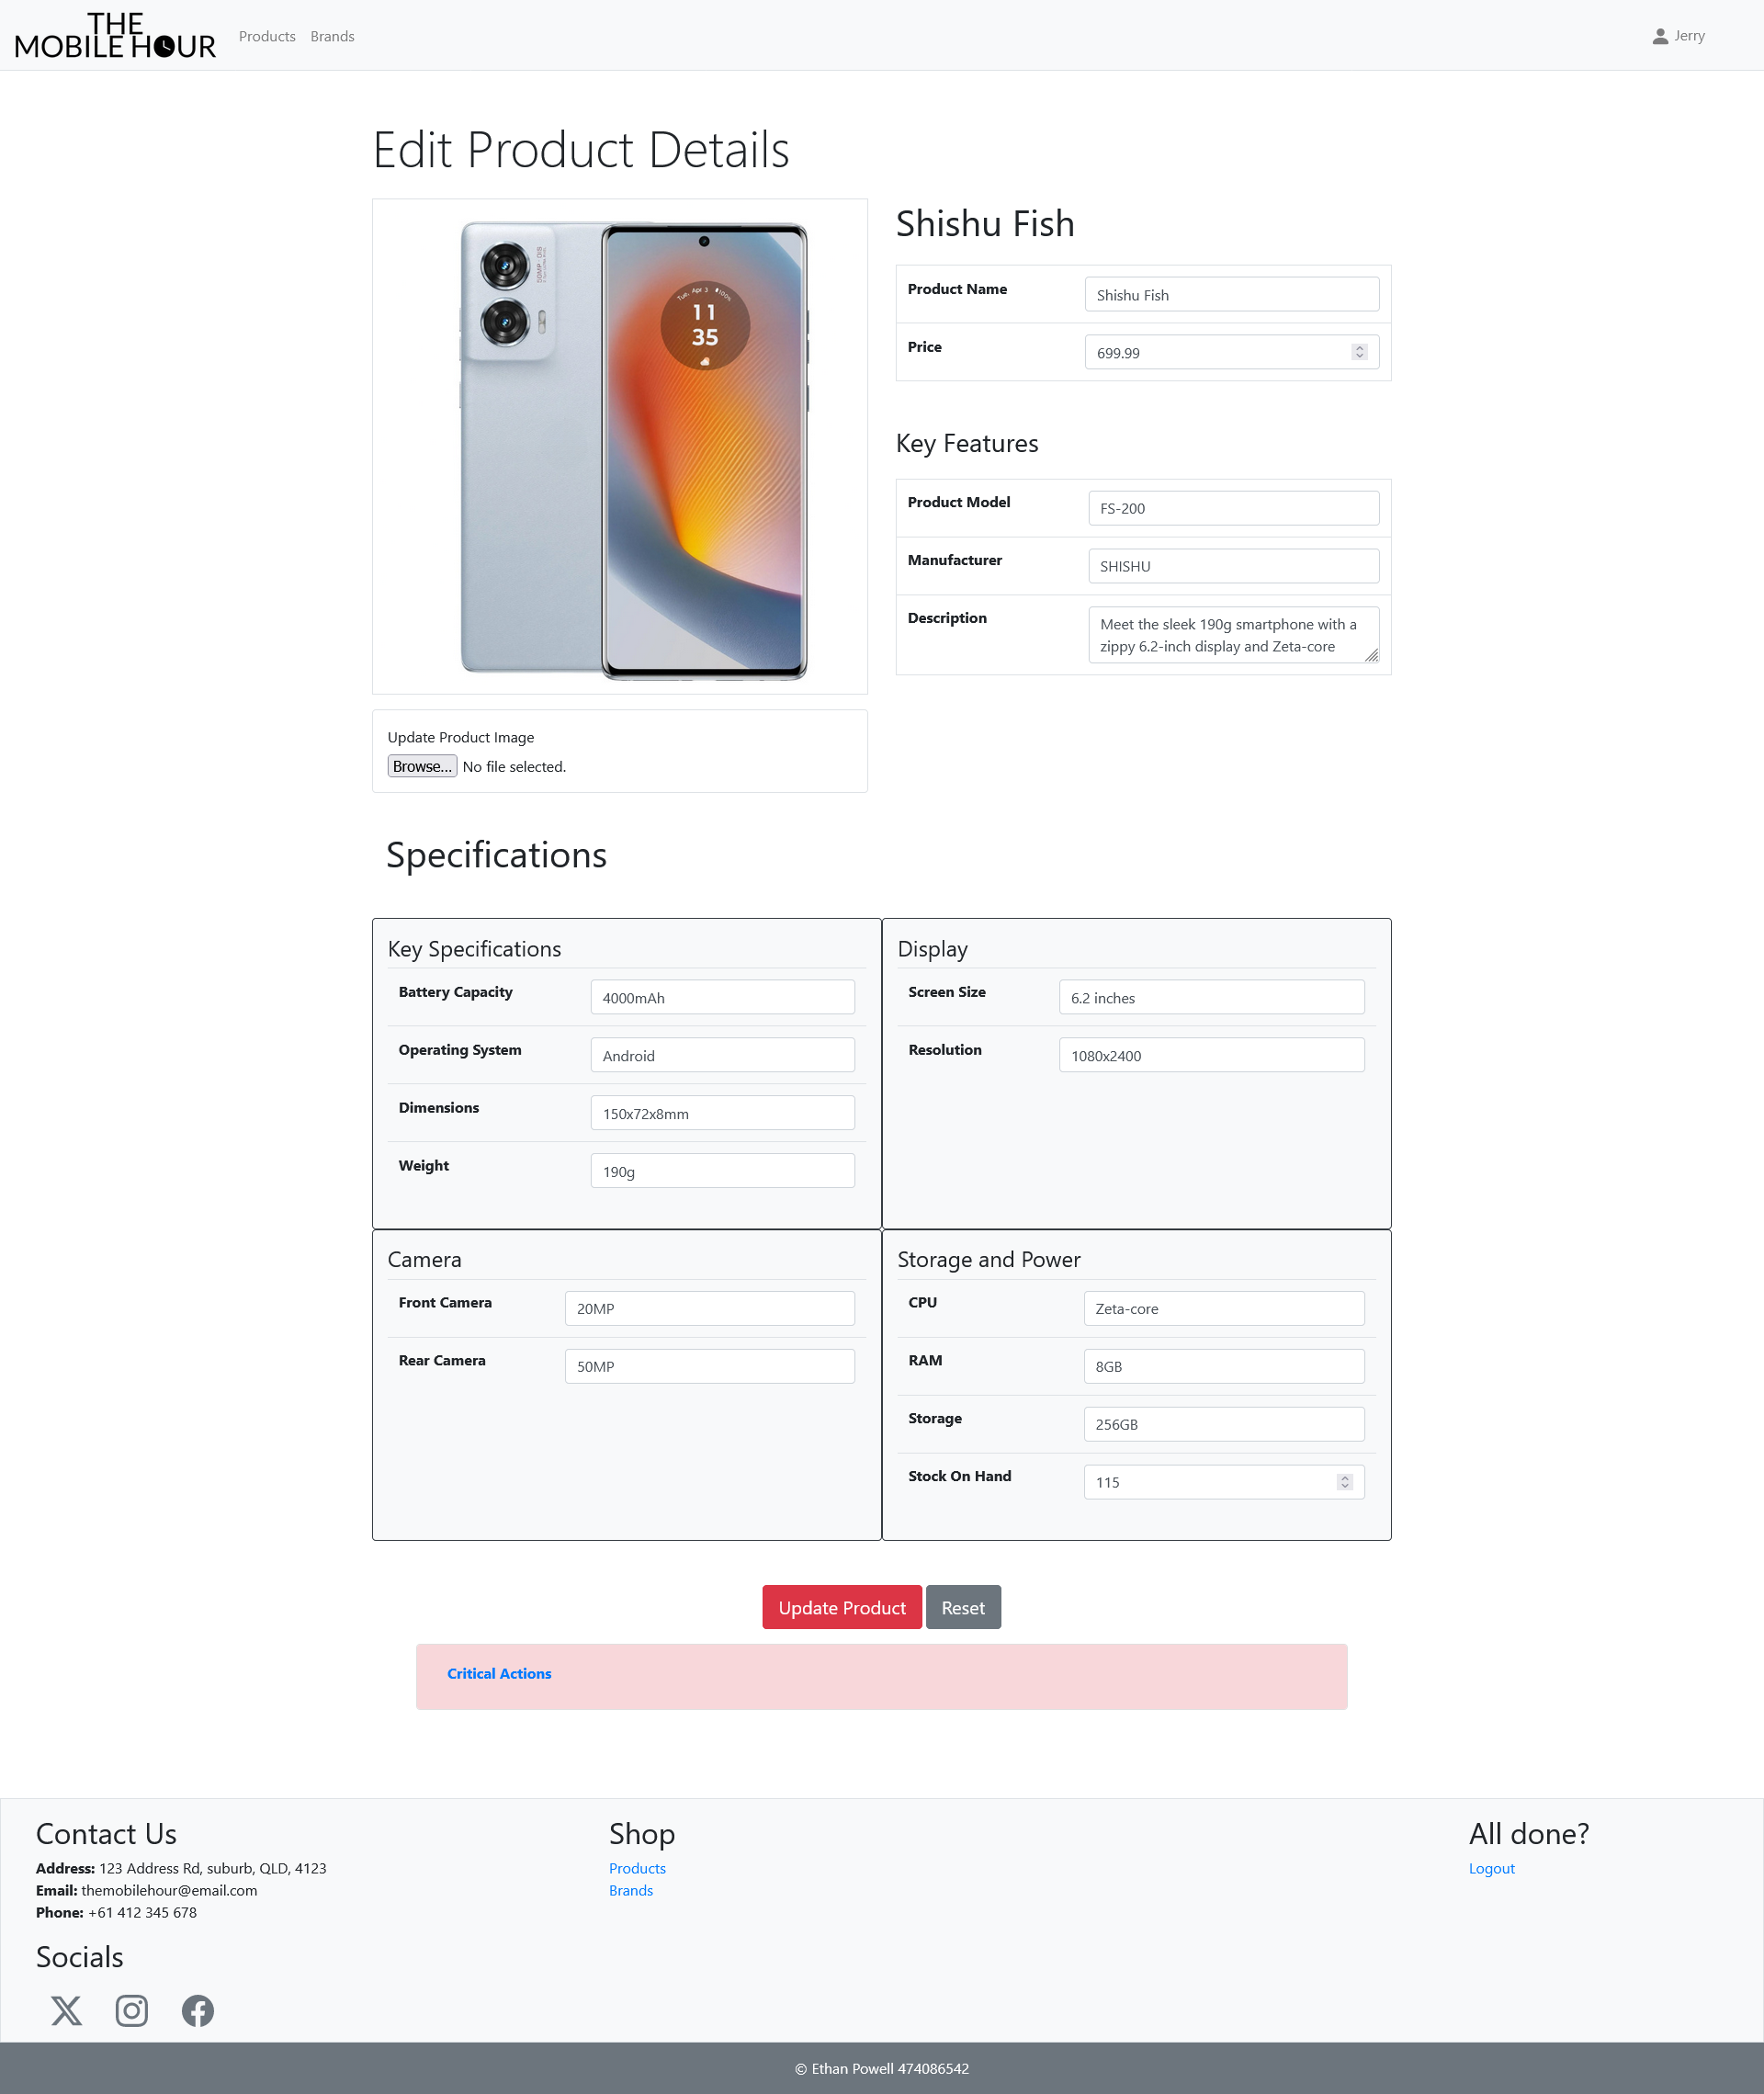 THE
MOBILE HOUR
Products
Brands
Jerry
Edit Product Details
50MP OIS
Tue, Apr 3 100%
11
35
Update Product Image
Browse... No file selected.
Shishu Fish
Product Name
Shishu Fish
Price
699.99
Key Features
Product Model
FS-200
Manufacturer
SHISHU
Description
Meet the sleek 190g smartphone with a
zippy 6.2-inch display and Zeta-core
Specifications
Key Specifications
Battery Capacity
4000mAh
Operating System
Android
Dimensions
150x72x8mm
Weight
190g
Display
Screen Size
6.2 inches
Resolution
1080x2400
Camera
Front Camera
20MP
Rear Camera
50MP
Storage and Power
CPU
Zeta-core
RAM
8GB
Storage
256GB
Stock On Hand
115
Update Product
Reset
Critical Actions
Contact Us
Address: 123 Address Rd, suburb, QLD, 4123
Email: themobilehour@email.com
Phone: +61 412 345 678
Socials
Shop
Products
Brands
All done?
Logout
© Ethan Powell 474086542